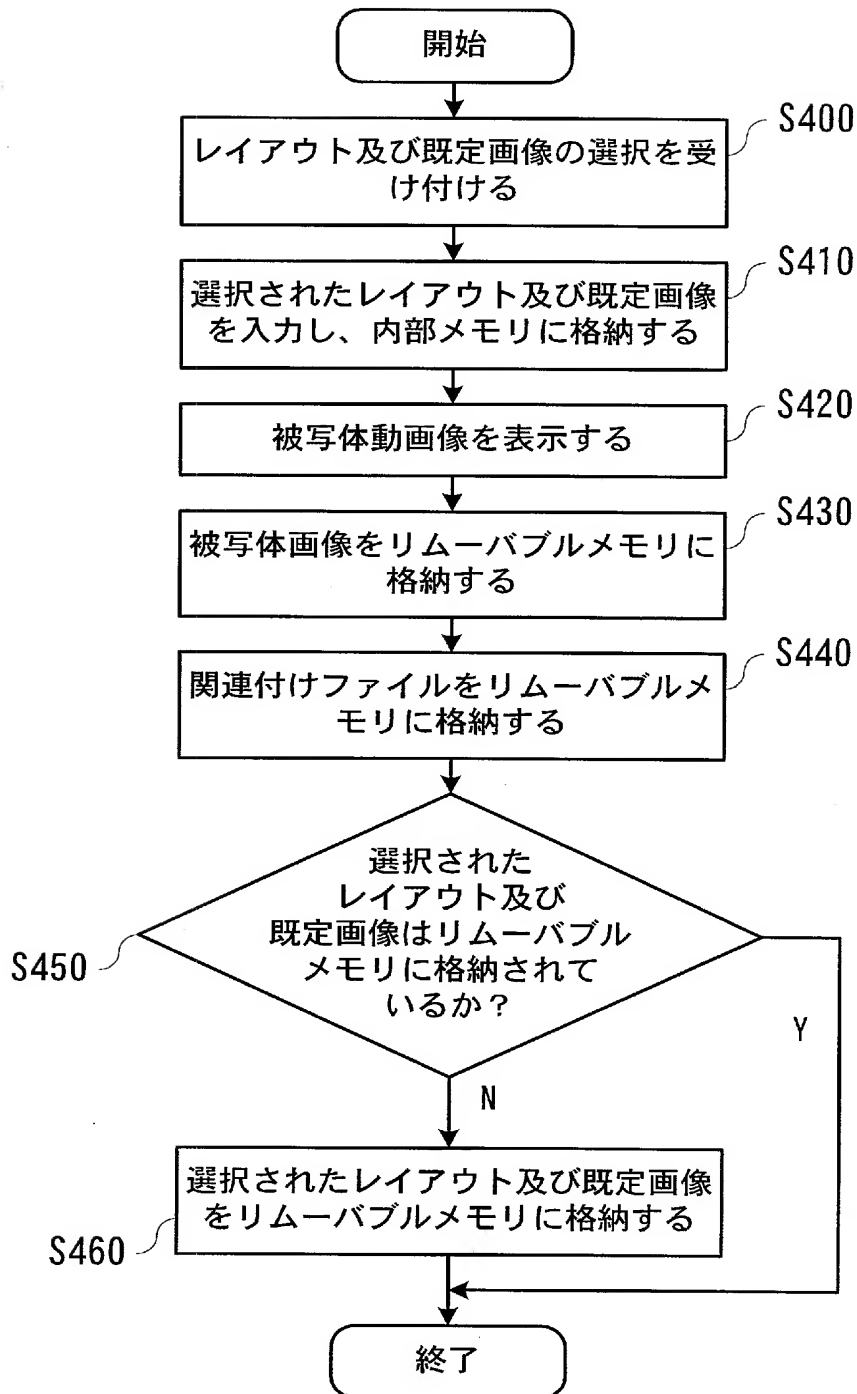 開始
S400
レイアウト及び既定画像の選択を受
け付ける
S410
選択されたレイアウト及び既定画像
を入力し、内部メモリに格納する
S420
被写体動画像を表示する
S430
被写体画像をリムーバブルメモリに
格納する
S440
関連付けファイルをリムーバブルメ
モリに格納する
選択された
レイアウト及び
既定画像はリムーバブル
メモリに格納されて
いるか？
S450
Y
N
選択されたレイアウト及び既定画像
をリムーバブルメモリに格納する
S460
終了